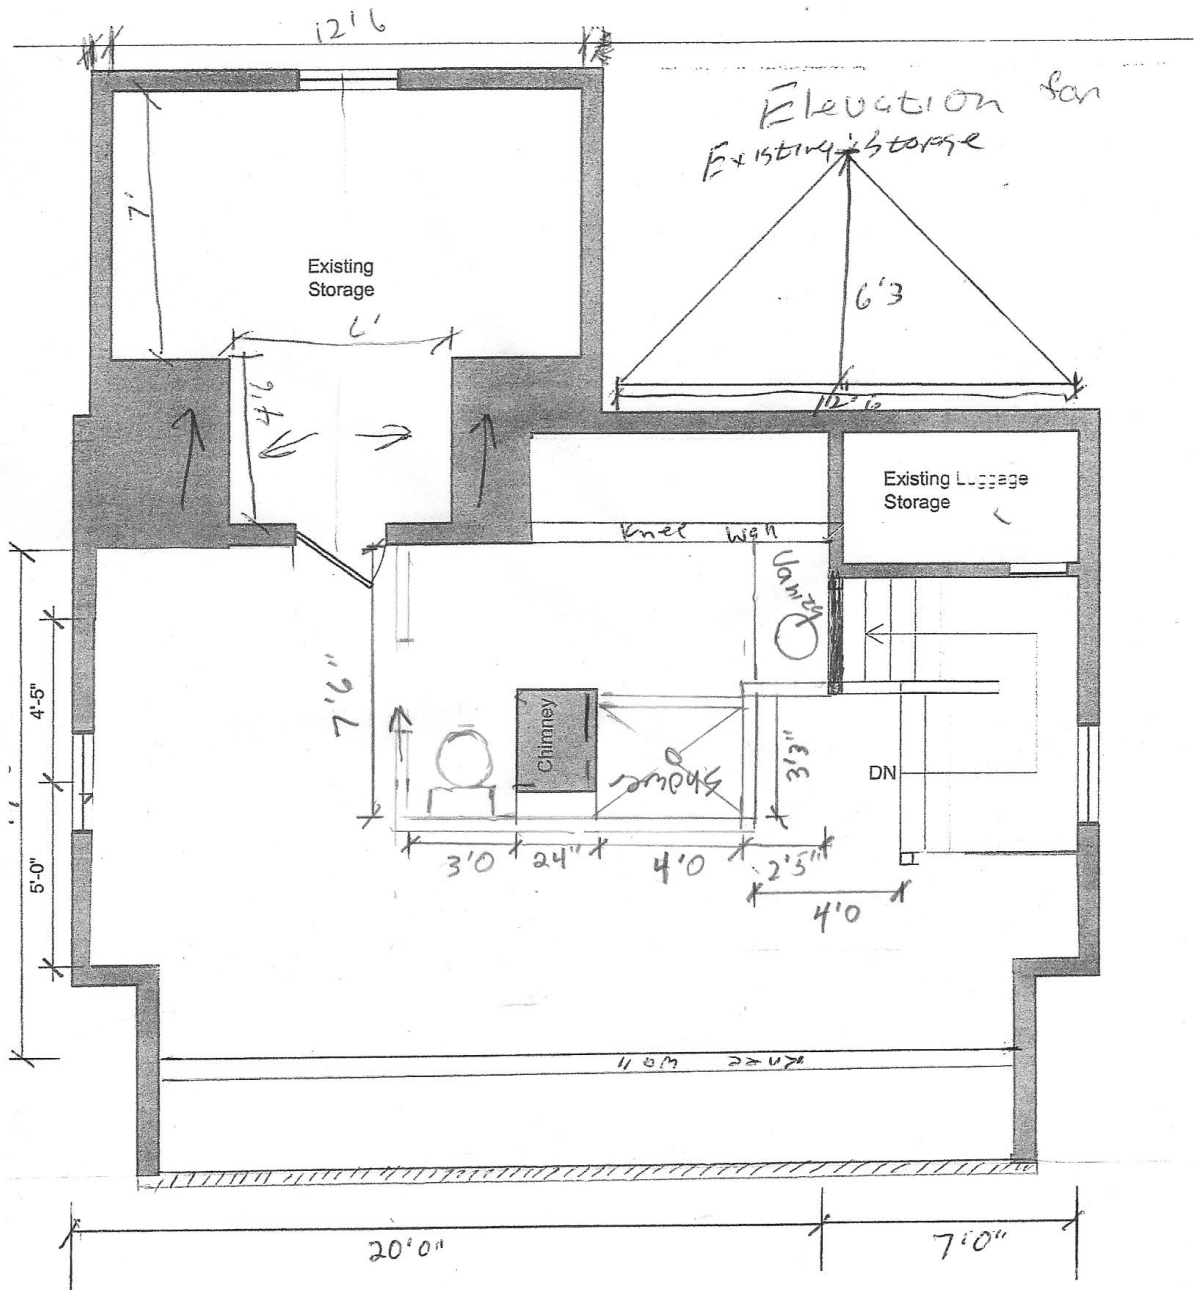 12'6
Elevation for
Existing Storage
7'
Existing
Storage
6'3
12'6
4'6
Existing Luggage
Storage
Knee Wall
Vanity
4'-5"
7'6"
Chimney
Shower
3'3"
DN
3'0
24"
4'0
2'5"
5'-0"
4'0
Knee Wall
20'0"
7'0"